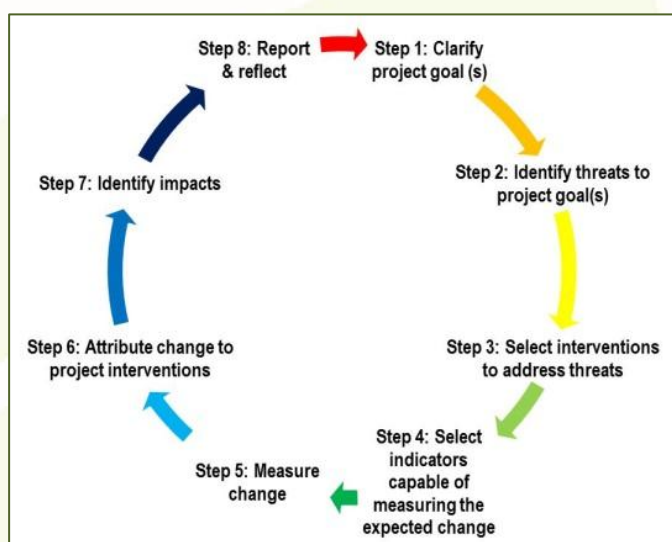 Step 1: Clarify
project goal (s)
Step 2: Identify threats to
project goal(s)
Step 3: Select interventions
to address threats
Step 4: Select
indicators
capable of
measuring the
expected change
Step 5: Measure
change
Step 6: Attribute change to
project interventions
Step 7: Identify impacts
Step 8: Report
& reflect